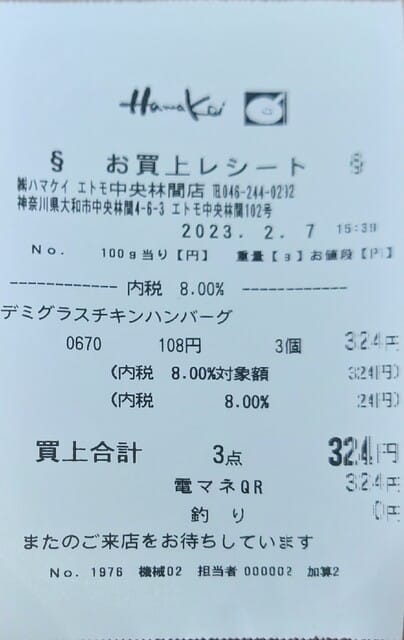 HamaKei
§ お買上レシート §
㈱ハマケイ エトモ中央林間店 ℡046-244-0212
神奈川県大和市中央林間4-6-3 エトモ中央林間102号
2023. 2. 7 15:39
No. 100g当り[円] 重量[g]お値段[円]
------------ 内税 8.00% ------------
デミグラスチキンハンバーグ
0670 108円 3個 324円
(内税 8.00%対象額 324円)
(内税 8.00% 24円)
買上合計 3点 324円
電マネQR 324円
釣り 0円
またのご来店をお待ちしています
No. 1976 機械02 担当者 000002 加算2